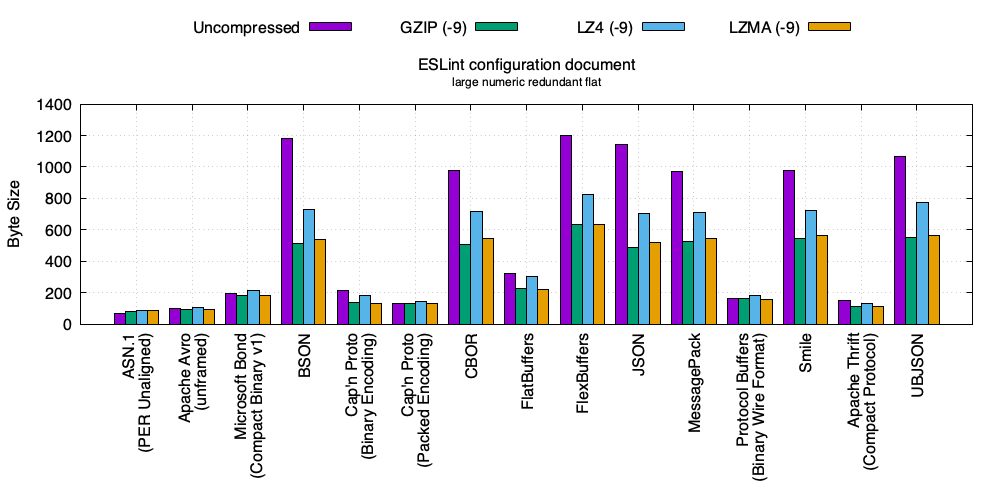 Uncompressed GZIP (-9) LZ4 (-9) LZMA (-9)
ESLint configuration document
large numeric redundant flat
Byte Size
1400
1200
1000
800
600
400
200
0
ASN.1
(PER Unaligned)
Apache Avro
(unframed)
Microsoft Bond
(Compact Binary v1)
BSON
Cap'n Proto
(Binary Encoding)
Cap'n Proto
(Packed Encoding)
CBOR
FlatBuffers
FlexBuffers
JSON
MessagePack
Protocol Buffers
(Binary Wire Format)
Smile
Apache Thrift
(Compact Protocol)
UBJSON